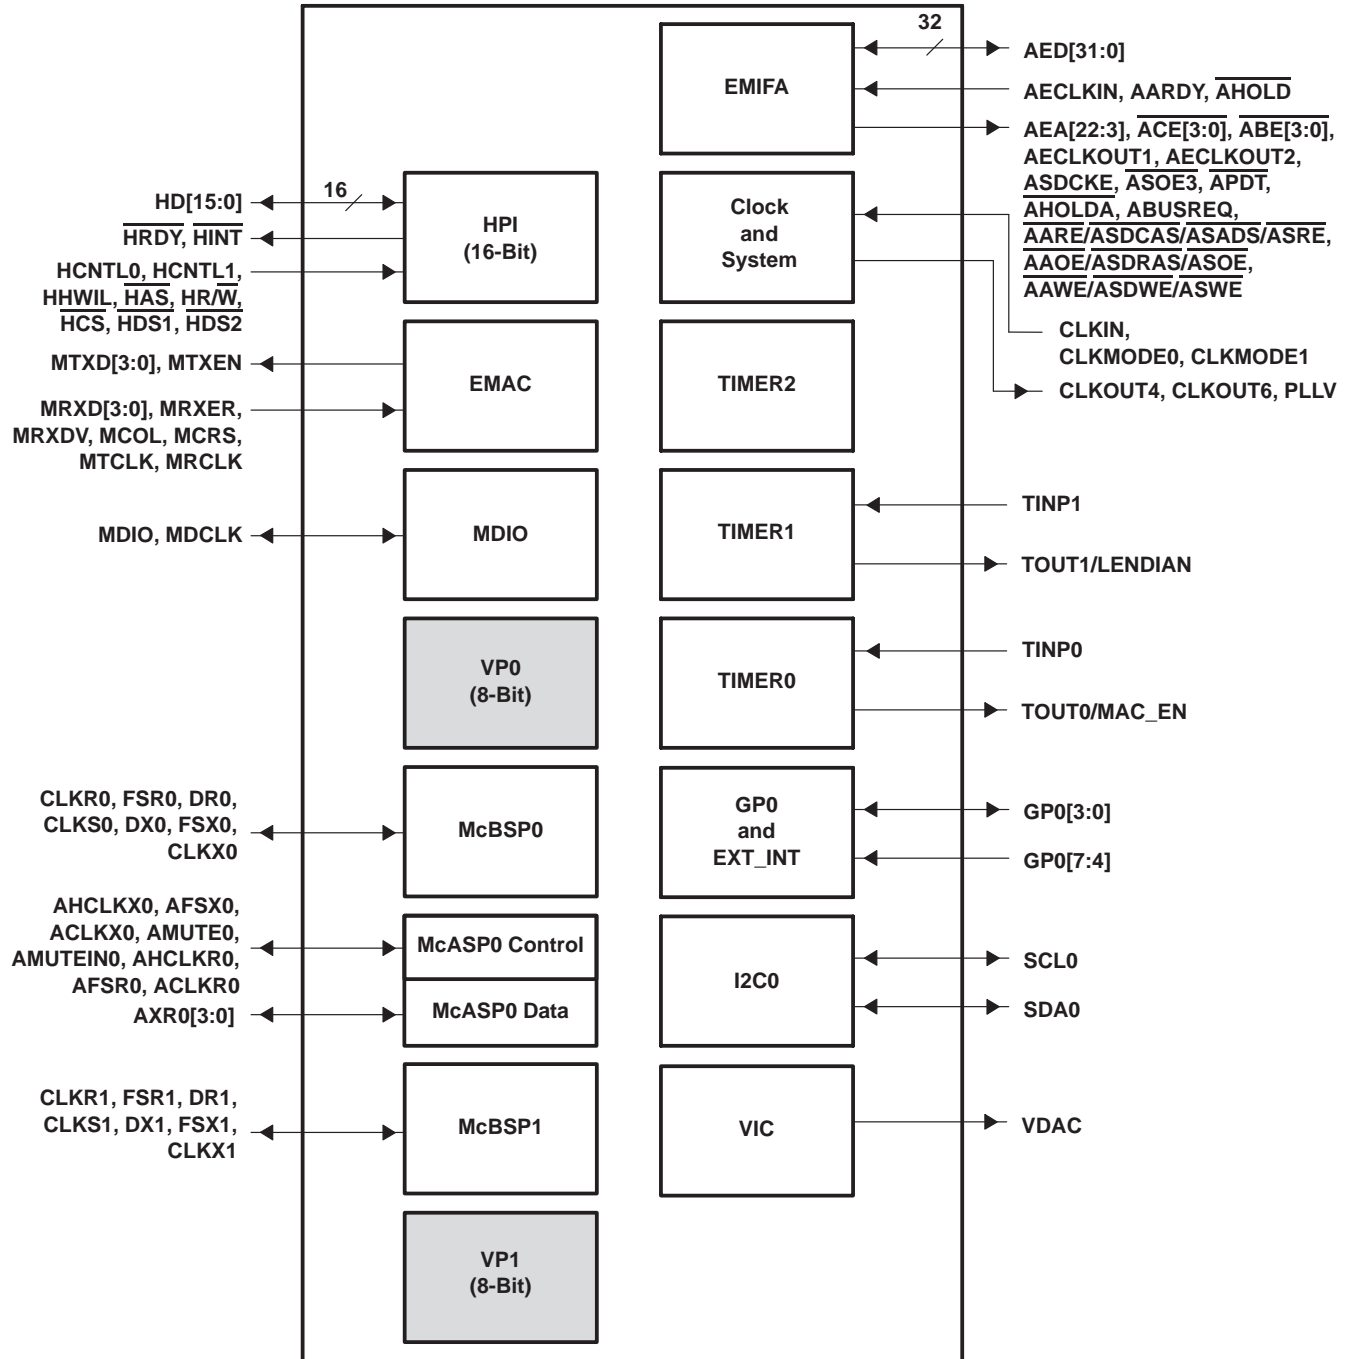 32
AED[31:0]
EMIFA
AECLKIN, AARDY, AHOLD
AEA[22:3], ACE[3:0], ABE[3:0],
AECLKOUT1, AECLKOUT2,
ASDCKE, ASOE3, APDT,
AHOLDA, ABUSREQ,
AARE/ASDCAS/ASADS/ASRE,
AAOE/ASDRAS/ASOE,
AAWE/ASDWE/ASWE
HD[15:0]
16
HRDY, HINT
HCNTL0, HCNTL1,
HHWIL, HAS, HR/W,
HCS, HDS1, HDS2
HPI
(16-Bit)
Clock
and
System
CLKIN,
CLKMODE0, CLKMODE1
CLKOUT4, CLKOUT6, PLLV
MTXD[3:0], MTXEN
MRXD[3:0], MRXER,
MRXDV, MCOL, MCRS,
MTCLK, MRCLK
EMAC
TIMER2
MDIO, MDCLK
MDIO
TIMER1
TINP1
TOUT1/LENDIAN
VP0
(8-Bit)
TIMER0
TINP0
TOUT0/MAC_EN
CLKR0, FSR0, DR0,
CLKS0, DX0, FSX0,
CLKX0
McBSP0
GP0
and
EXT_INT
GP0[3:0]
GP0[7:4]
AHCLKX0, AFSX0,
ACLKX0, AMUTE0,
AMUTEIN0, AHCLKR0,
AFSR0, ACLKR0
AXR0[3:0]
McASP0 Control
McASP0 Data
I2C0
SCL0
SDA0
CLKR1, FSR1, DR1,
CLKS1, DX1, FSX1,
CLKX1
McBSP1
VIC
VDAC
VP1
(8-Bit)